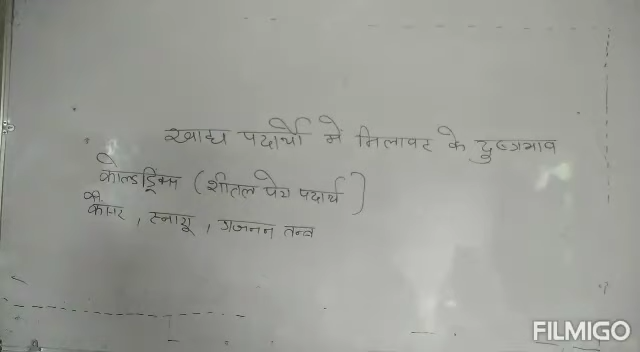 खाद्य पदार्थो में मिलावट के दुष्प्रभाव
कोल्डड्रिंक्स (शीतल पेय पदार्थ)
कैंसर, स्नायू, प्रजनन तन्त्र
FILMIGO